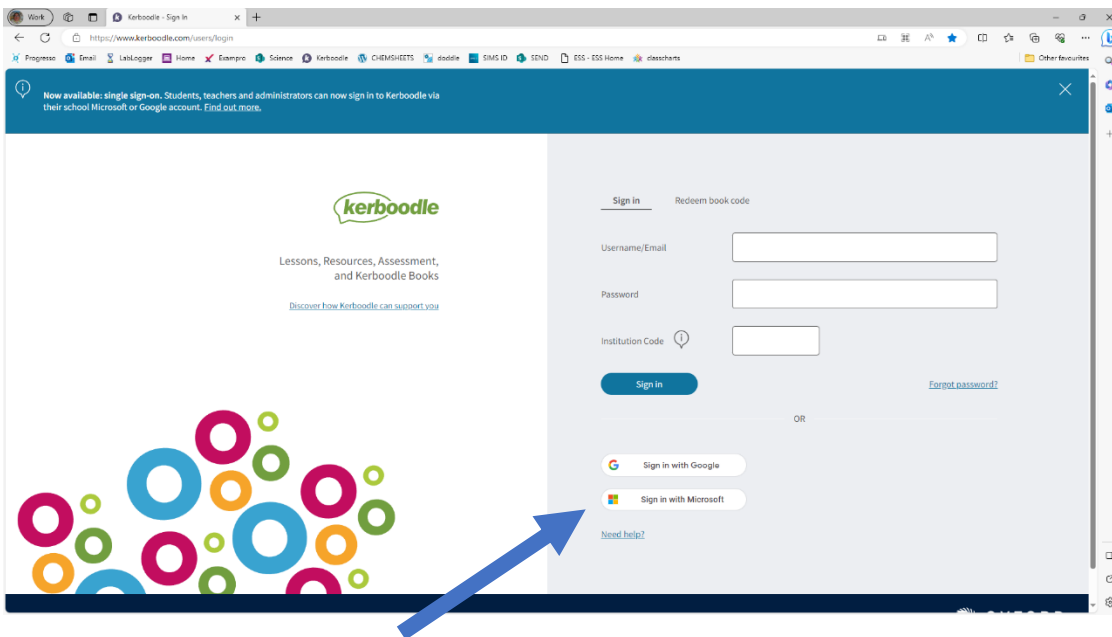 Work
Kerboodle - Sign In
https://www.kerboodle.com/users/login
Progresso Email LabLogger Home Exampro Science Kerboodle CHEMSHEETS doddle SIMS ID SEND ESS - ESS Home classcharts Other favourites
Now available: single sign-on. Students, teachers and administrators can now sign in to Kerboodle via
their school Microsoft or Google account. Find out more.
kerboodle
Lessons, Resources, Assessment,
and Kerboodle Books
Discover how Kerboodle can support you
Sign in Redeem book code
Username/Email
Password
Institution Code
Sign in Forgot password?
OR
Sign in with Google
Sign in with Microsoft
Need help?